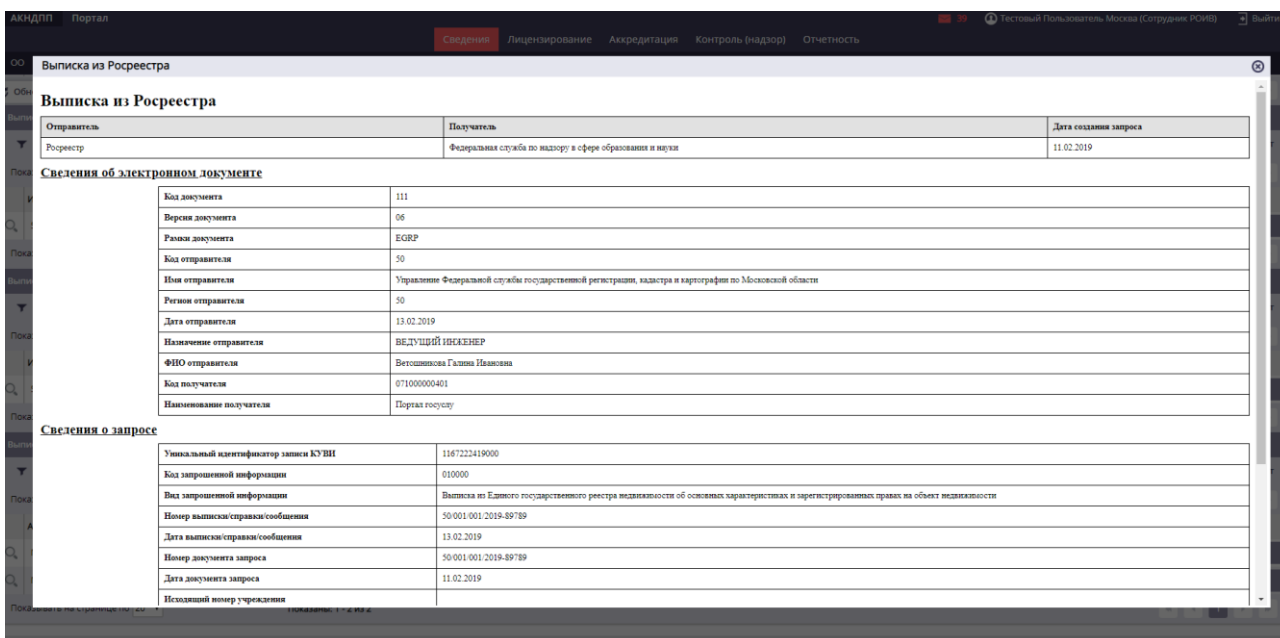 АКНДПП Портал 39 Тестовый Пользователь Москва (Сотрудник РОИВ) Выйти
Сведения Лицензирование Аккредитация Контроль (надзор) Отчетность
ОО Выписка из Росреестра
Выписка из Росреестра
Отправитель Получатель Дата создания запроса
Росреестр Федеральная служба по надзору в сфере образования и науки 11.02.2019
Сведения об электронном документе
Код документа 111
Версия документа 06
Рамки документа EGRP
Код отправителя 50
Имя отправителя Управление Федеральной службы государственной регистрации, кадастра и картографии по Московской области
Регион отправителя 50
Дата отправителя 13.02.2019
Назначение отправителя ВЕДУЩИЙ ИНЖЕНЕР
ФИО отправителя Ветошникова Галина Ивановна
Код получателя 071000000401
Наименование получателя Портал госуслу
Сведения о запросе
Уникальный идентификатор записи КУВИ 1167222419000
Код запрошенной информации 010000
Вид запрошенной информации Выписка из Единого государственного реестра недвижимости об основных характеристиках и зарегистрированных правах на объект недвижимости
Номер выписки/справки/сообщения 50/001/001/2019-89789
Дата выписки/справки/сообщения 13.02.2019
Номер документа запроса 50/001/001/2019-89789
Дата документа запроса 11.02.2019
Исходящий номер учреждения